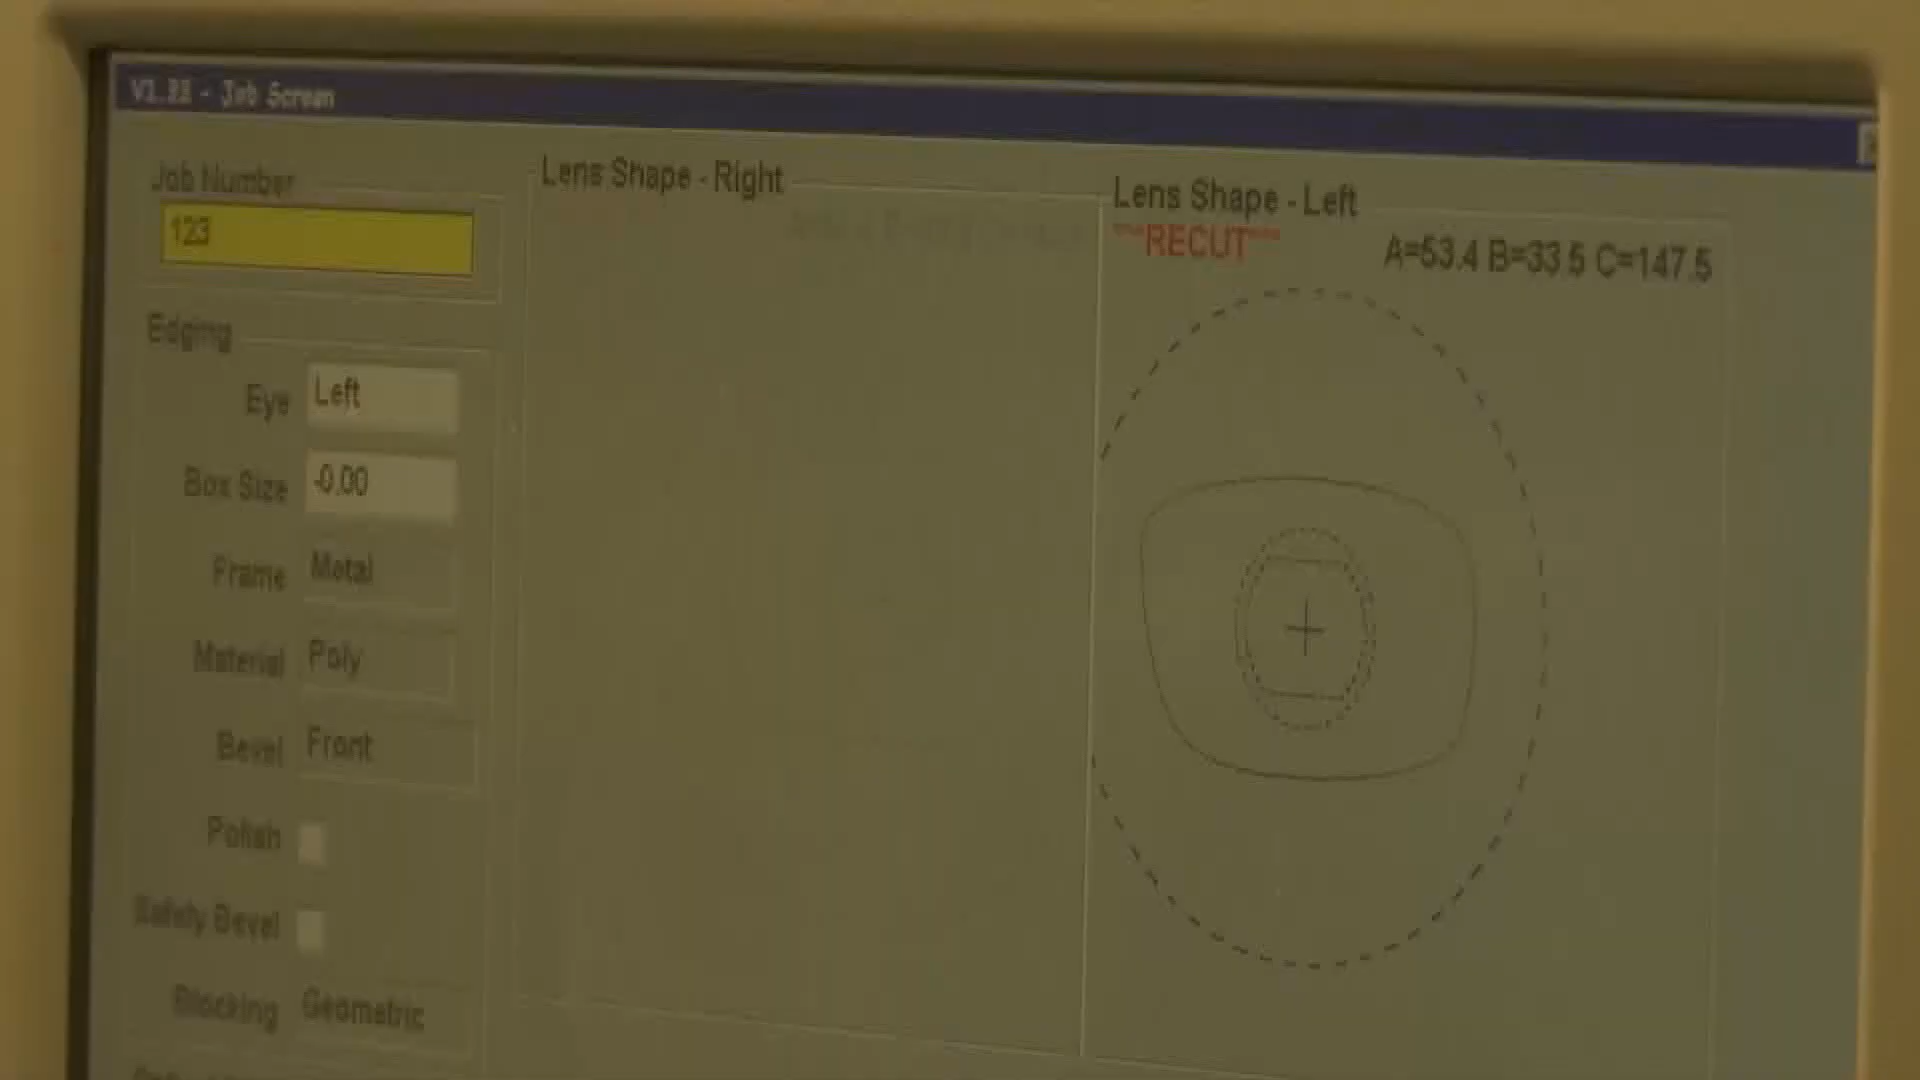 V1.22 - Job Screen
Job Number
123
Edging
Eye Left
Box Size -0.00
Frame Metal
Material Poly
Bevel Front
Polish
Safety Bevel
Blocking Geometric
Lens Shape - Right
Lens Shape - Left
***RECUT***
A=53.4 B=33.5 C=147.5